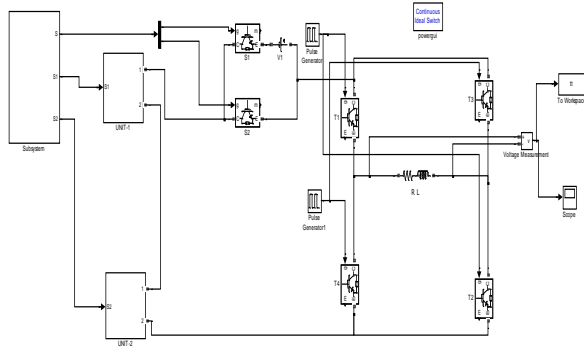 Continuous
Ideal Switch
powergui
S
S1
S2
Subsystem
S1
1
2
UNIT-1
g
m
C
E
S1
V1
g
m
C
E
S2
Pulse
Generator
Pulse
Generator1
T1
T3
T4
T2
R L
v
Voltage Measurement
tt
To Workspace
Scope
S2
1
2
UNIT-2